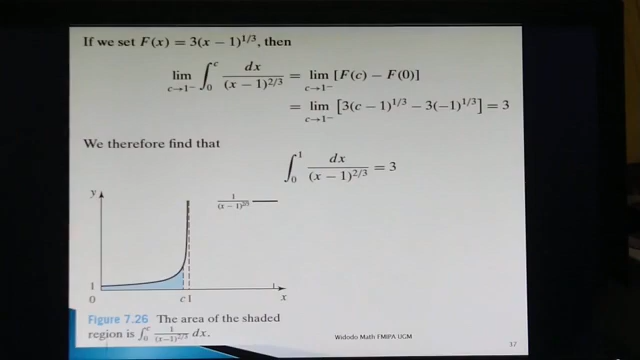 If we set F(x) = 3(x − 1)^{1/3}, then
lim_{c→1−} ∫_0^c dx/(x − 1)^{2/3} = lim_{c→1−} [F(c) − F(0)]
= lim_{c→1−} [3(c − 1)^{1/3} − 3(−1)^{1/3}] = 3
We therefore find that
∫_0^1 dx/(x − 1)^{2/3} = 3
y
1/(x − 1)^{2/3}
1
0 c 1 1 x
Figure 7.26 The area of the shaded
region is ∫_0^c 1/(x−1)^{2/3} dx.
Widodo Math FMIPA UGM
37